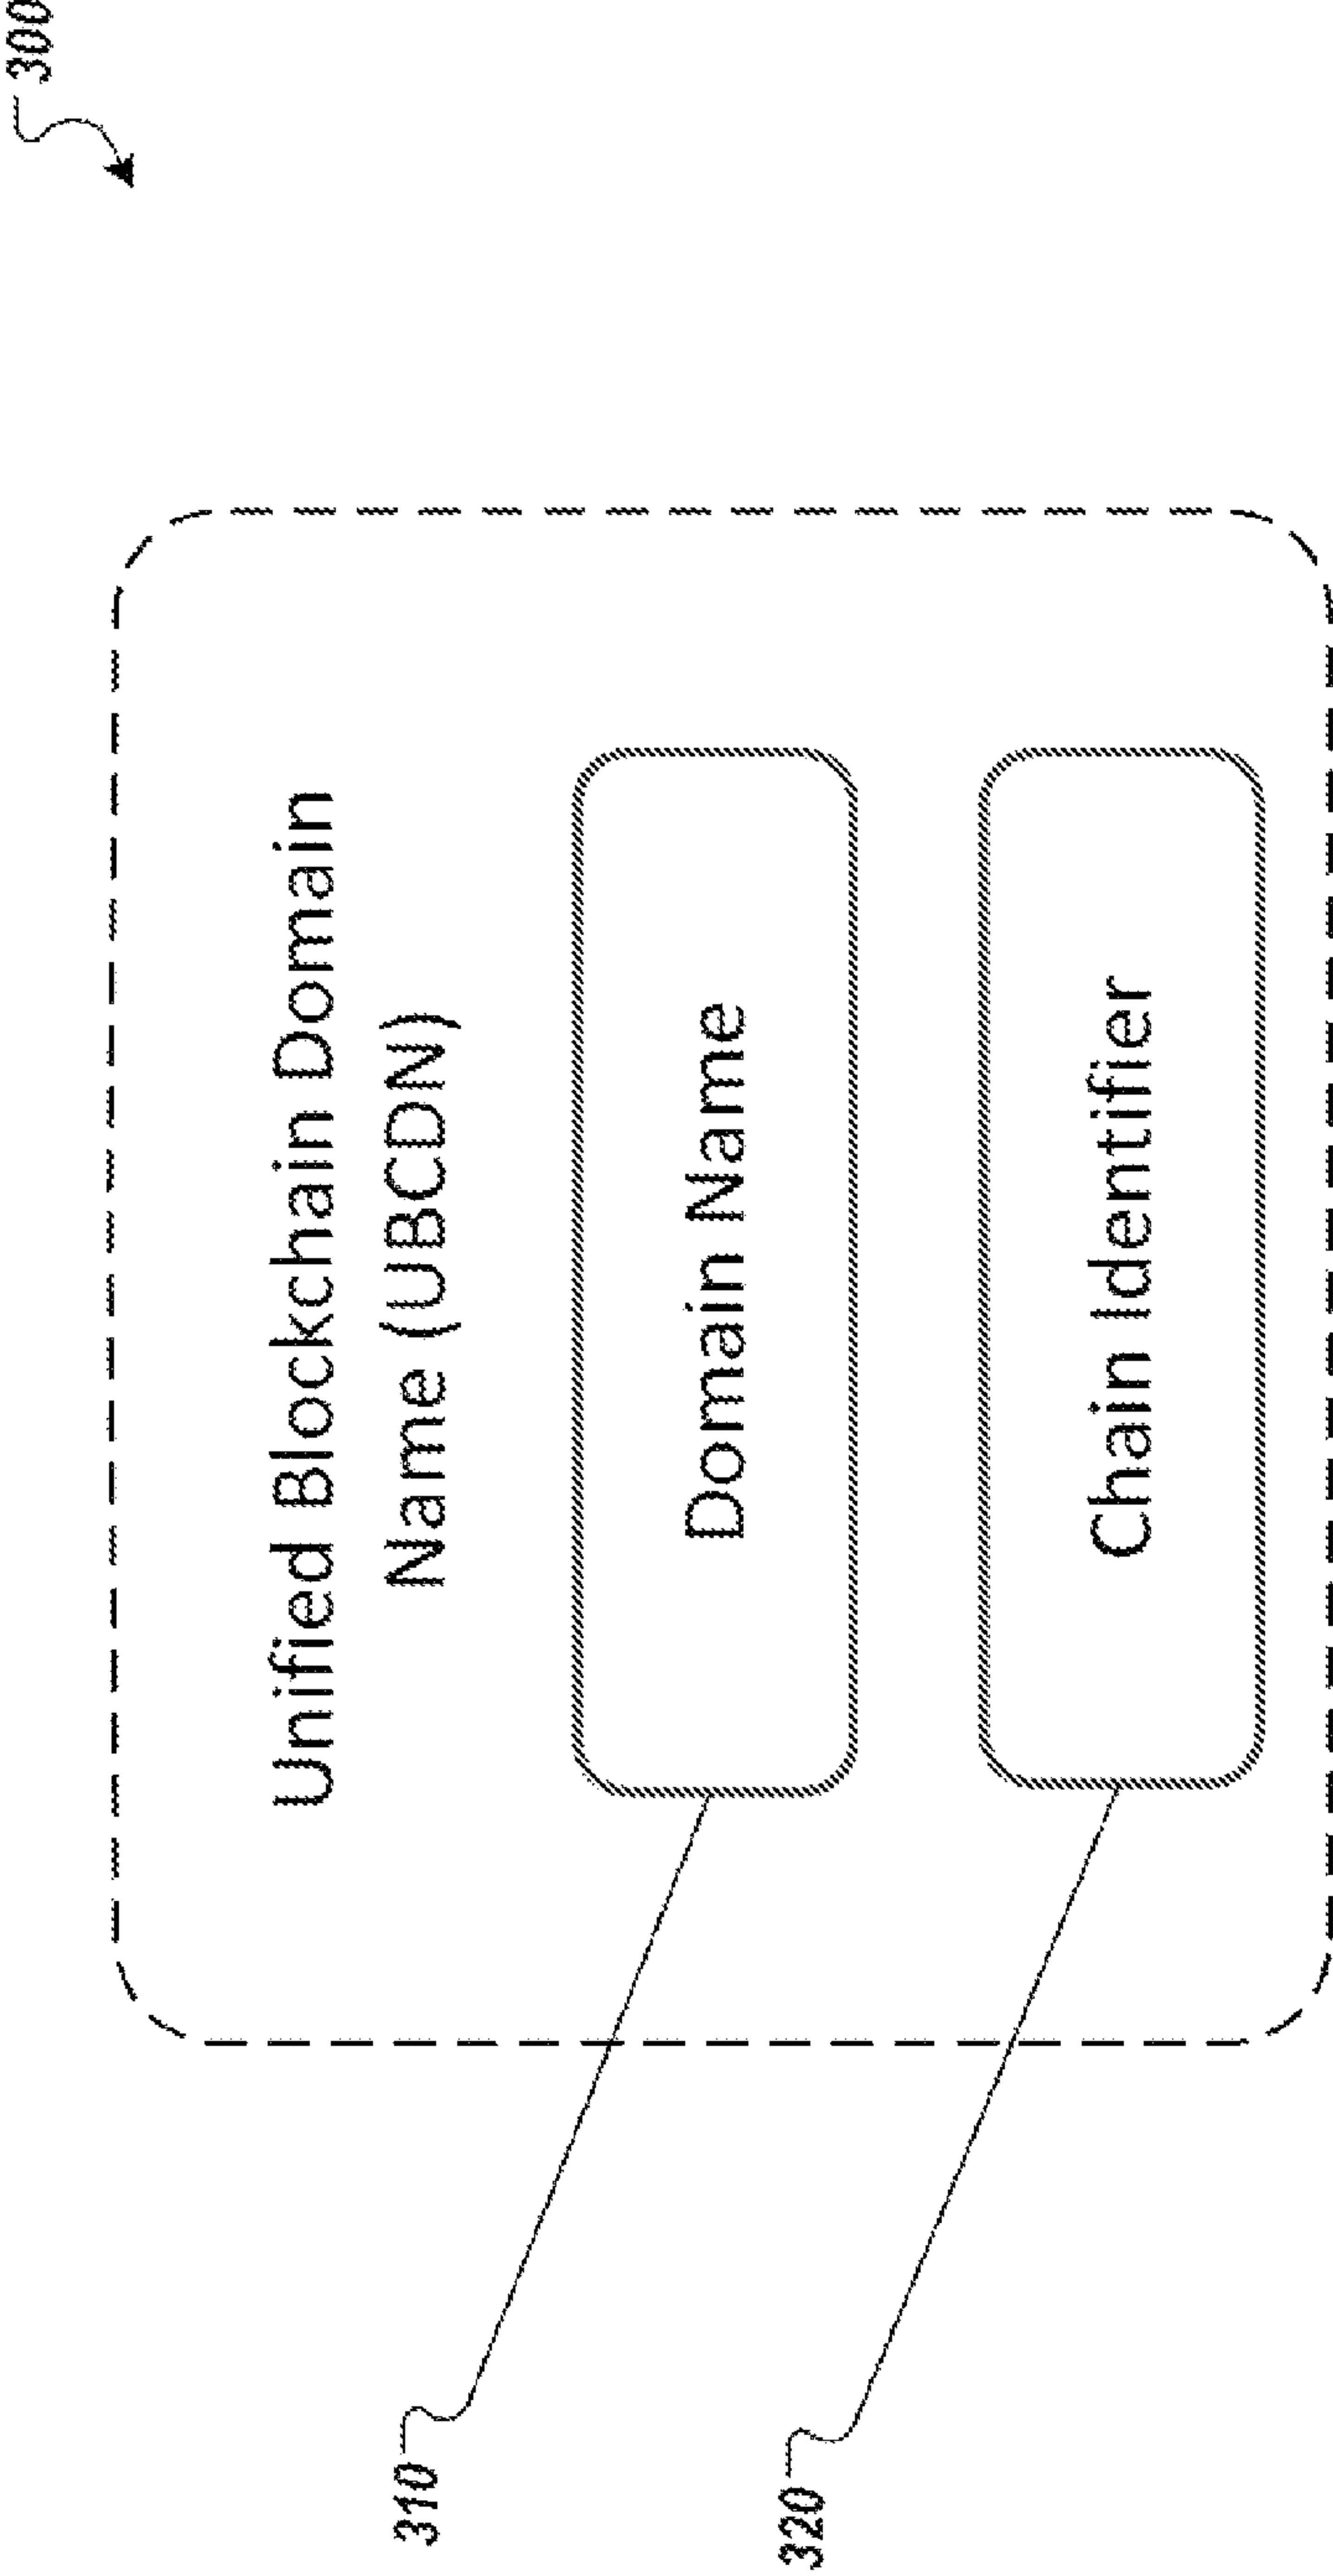 300
Unified Blockchain Domain
Name (UBCDN)
310
Domain Name
320
Chain Identifier